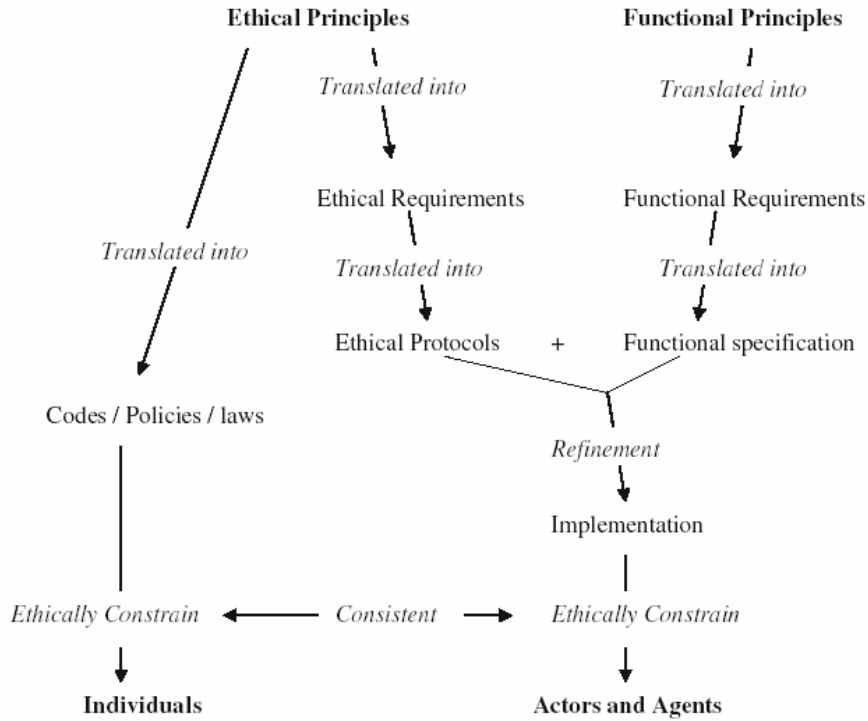 Ethical Principles
Functional Principles
Translated into
Translated into
Ethical Requirements
Functional Requirements
Translated into
Translated into
Translated into
Ethical Protocols + Functional specification
Codes / Policies / laws
Refinement
Implementation
Ethically Constrain
Consistent
Ethically Constrain
Individuals
Actors and Agents